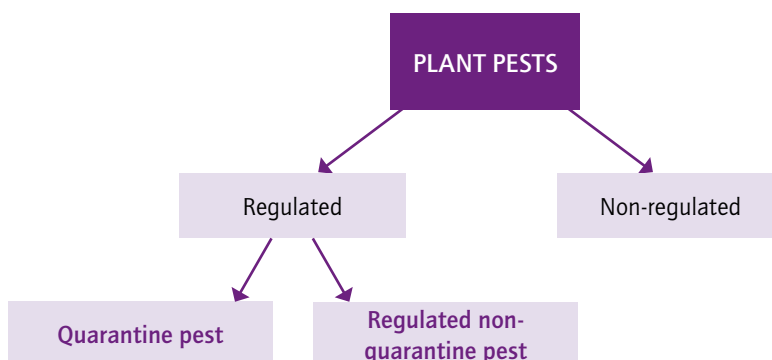 PLANT PESTS
Regulated
Non-regulated
Quarantine pest
Regulated non-
quarantine pest